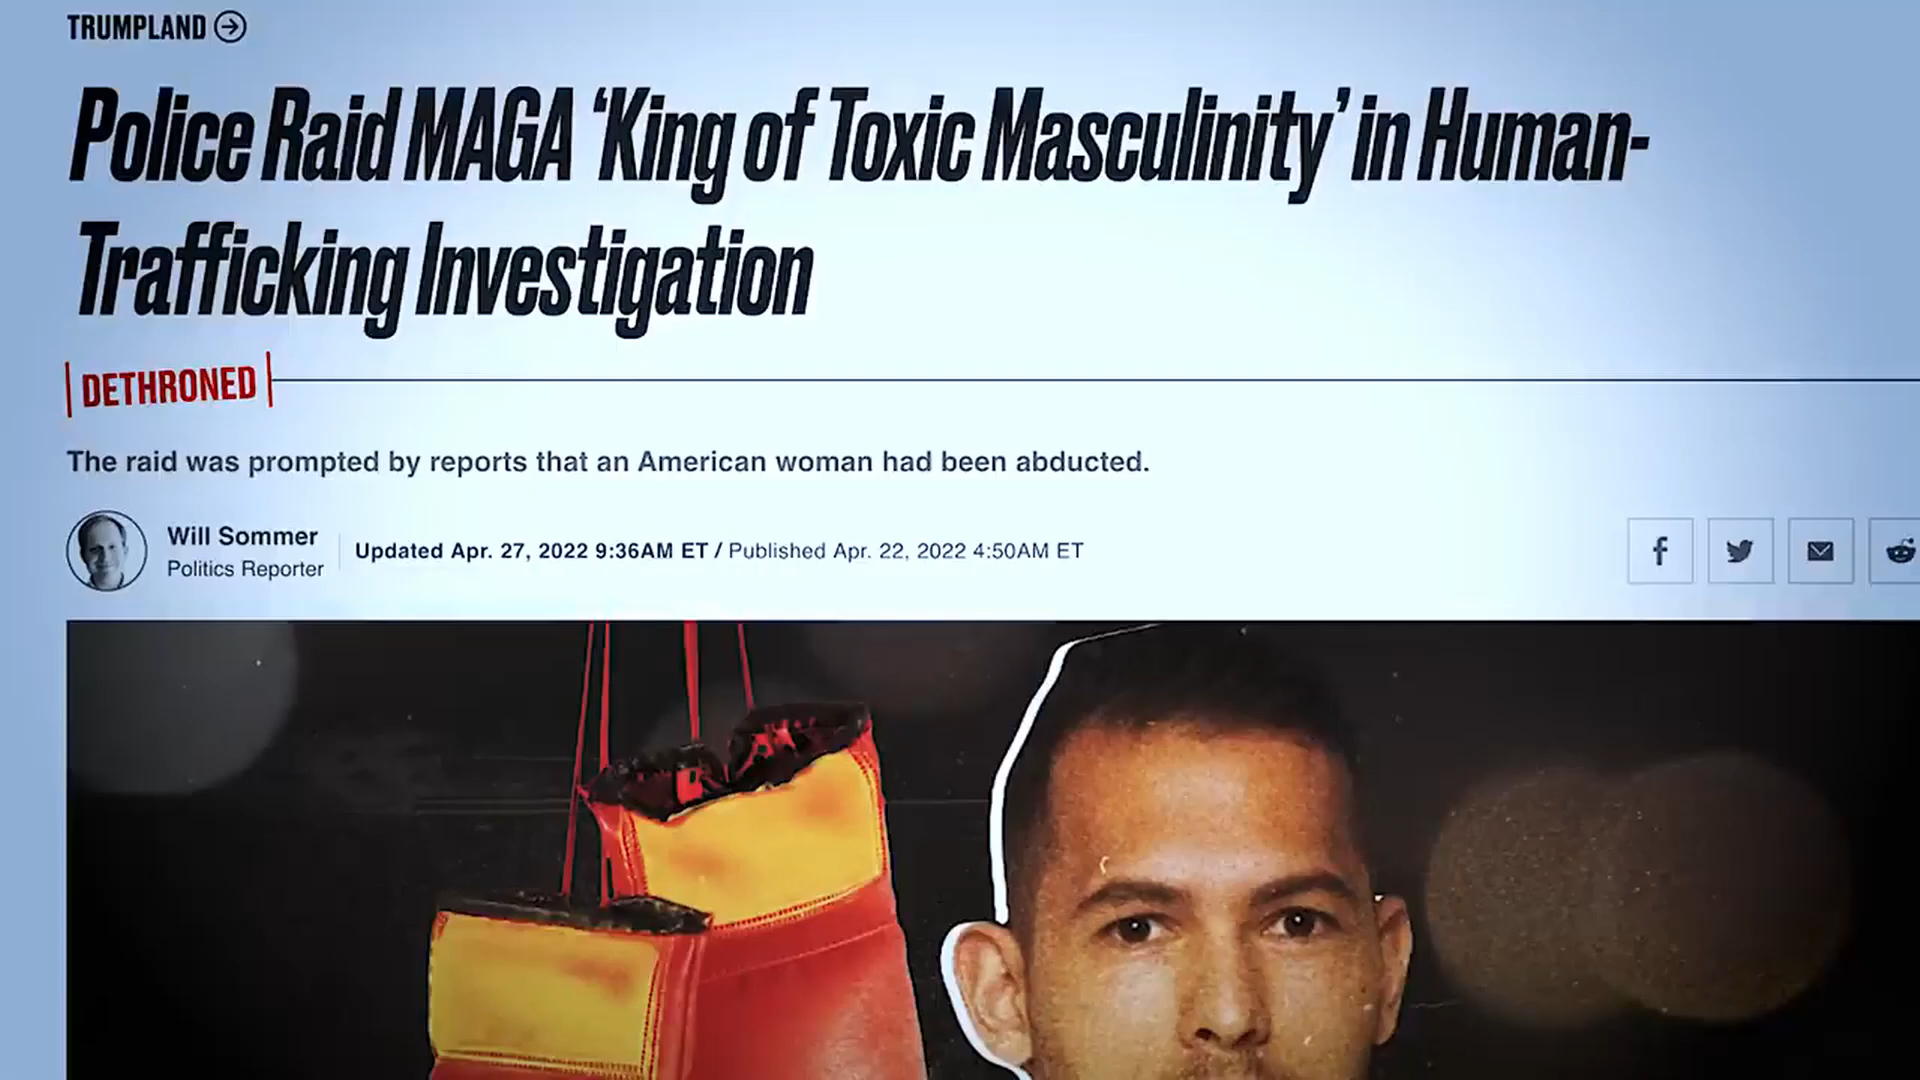 TRUMPLAND
Police Raid MAGA ‘King of Toxic Masculinity’ in Human-
Trafficking Investigation
DETHRONED
The raid was prompted by reports that an American woman had been abducted.
Will Sommer
Politics Reporter
Updated Apr. 27, 2022 9:36AM ET / Published Apr. 22, 2022 4:50AM ET